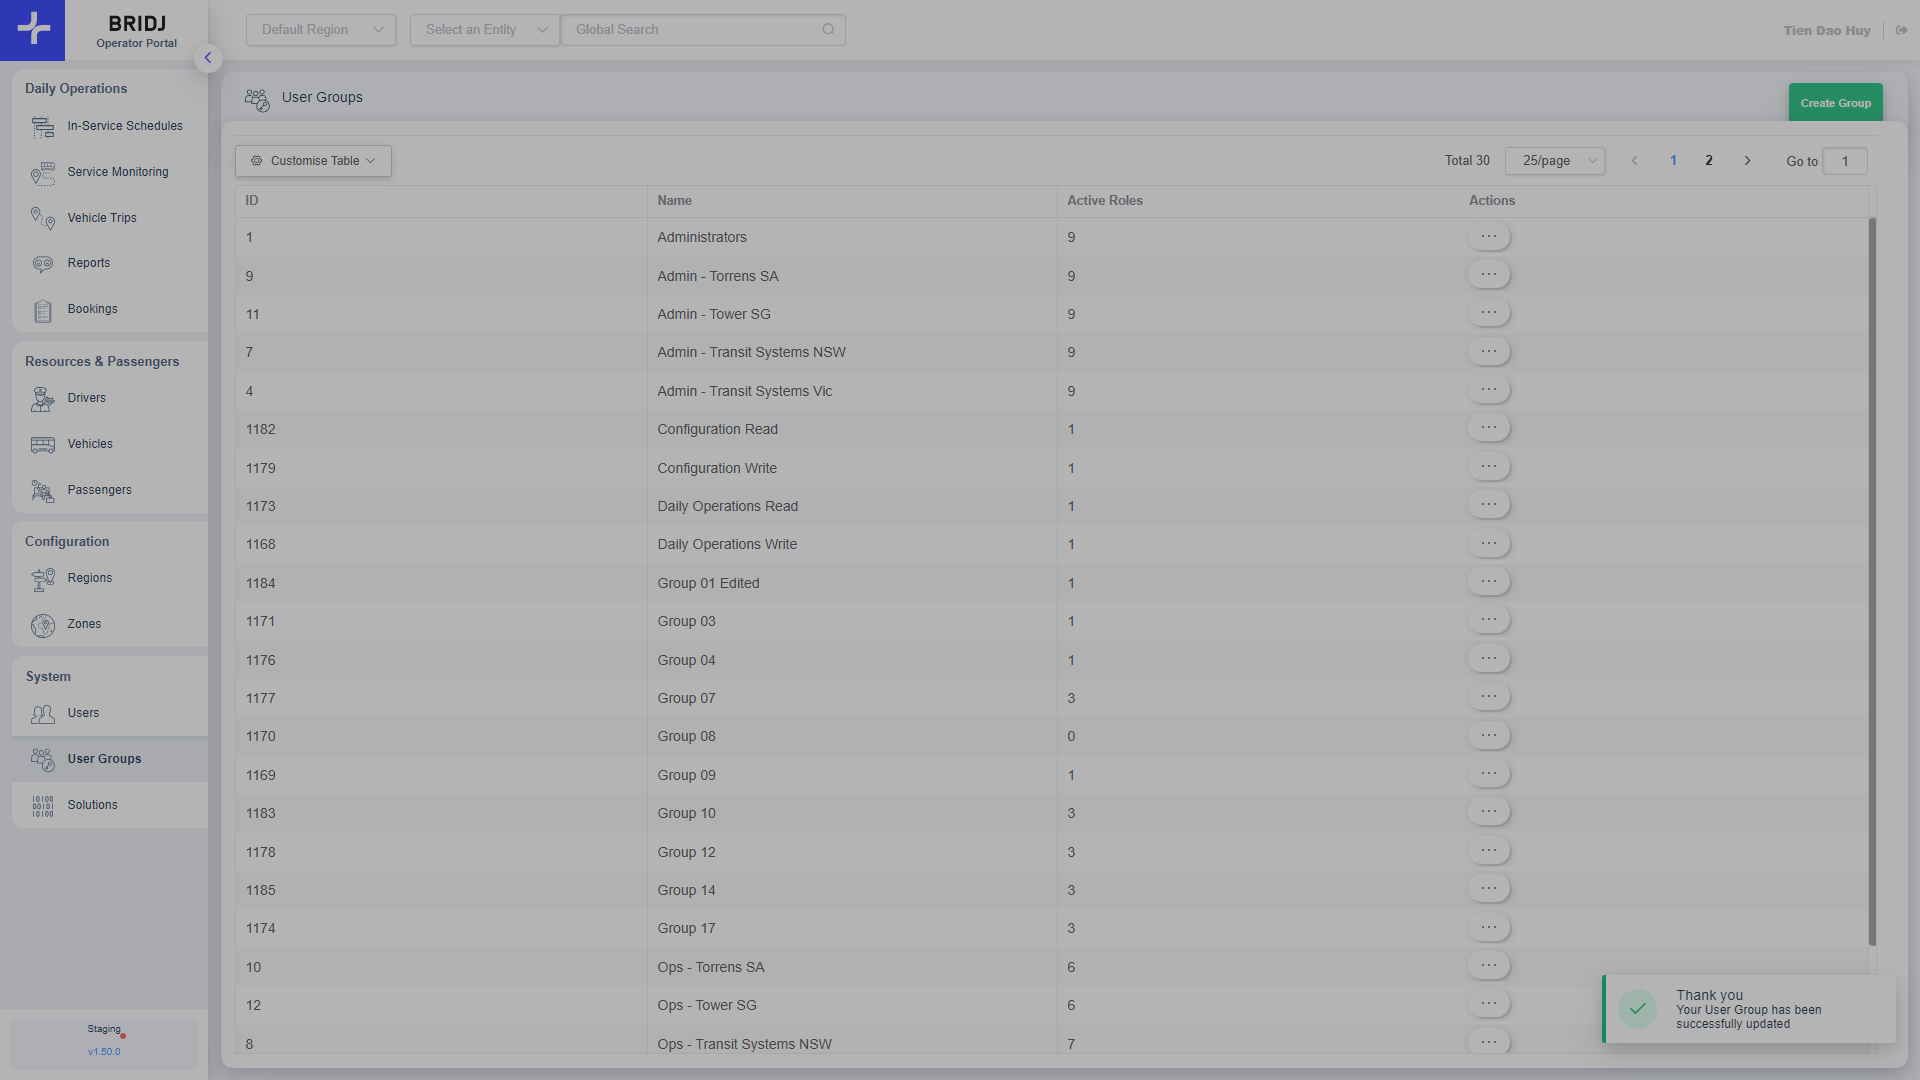 BRIDJ
Operator Portal
Default Region
Select an Entity
Global Search
Tien Dao Huy
Daily Operations
In-Service Schedules
Service Monitoring
Vehicle Trips
Reports
Bookings
Resources & Passengers
Drivers
Vehicles
Passengers
Configuration
Regions
Zones
System
Users
User Groups
Solutions
Staging
v1.50.0
User Groups
Create Group
Customise Table
Total 30 25/page 1 2 Go to 1
ID Name Active Roles Actions
1 Administrators 9
9 Admin - Torrens SA 9
11 Admin - Tower SG 9
7 Admin - Transit Systems NSW 9
4 Admin - Transit Systems Vic 9
1182 Configuration Read 1
1179 Configuration Write 1
1173 Daily Operations Read 1
1168 Daily Operations Write 1
1184 Group 01 Edited 1
1171 Group 03 1
1176 Group 04 1
1177 Group 07 3
1170 Group 08 0
1169 Group 09 1
1183 Group 10 3
1178 Group 12 3
1185 Group 14 3
1174 Group 17 3
10 Ops - Torrens SA 6
12 Ops - Tower SG 6
8 Ops - Transit Systems NSW 7
Thank you
Your User Group has been
successfully updated